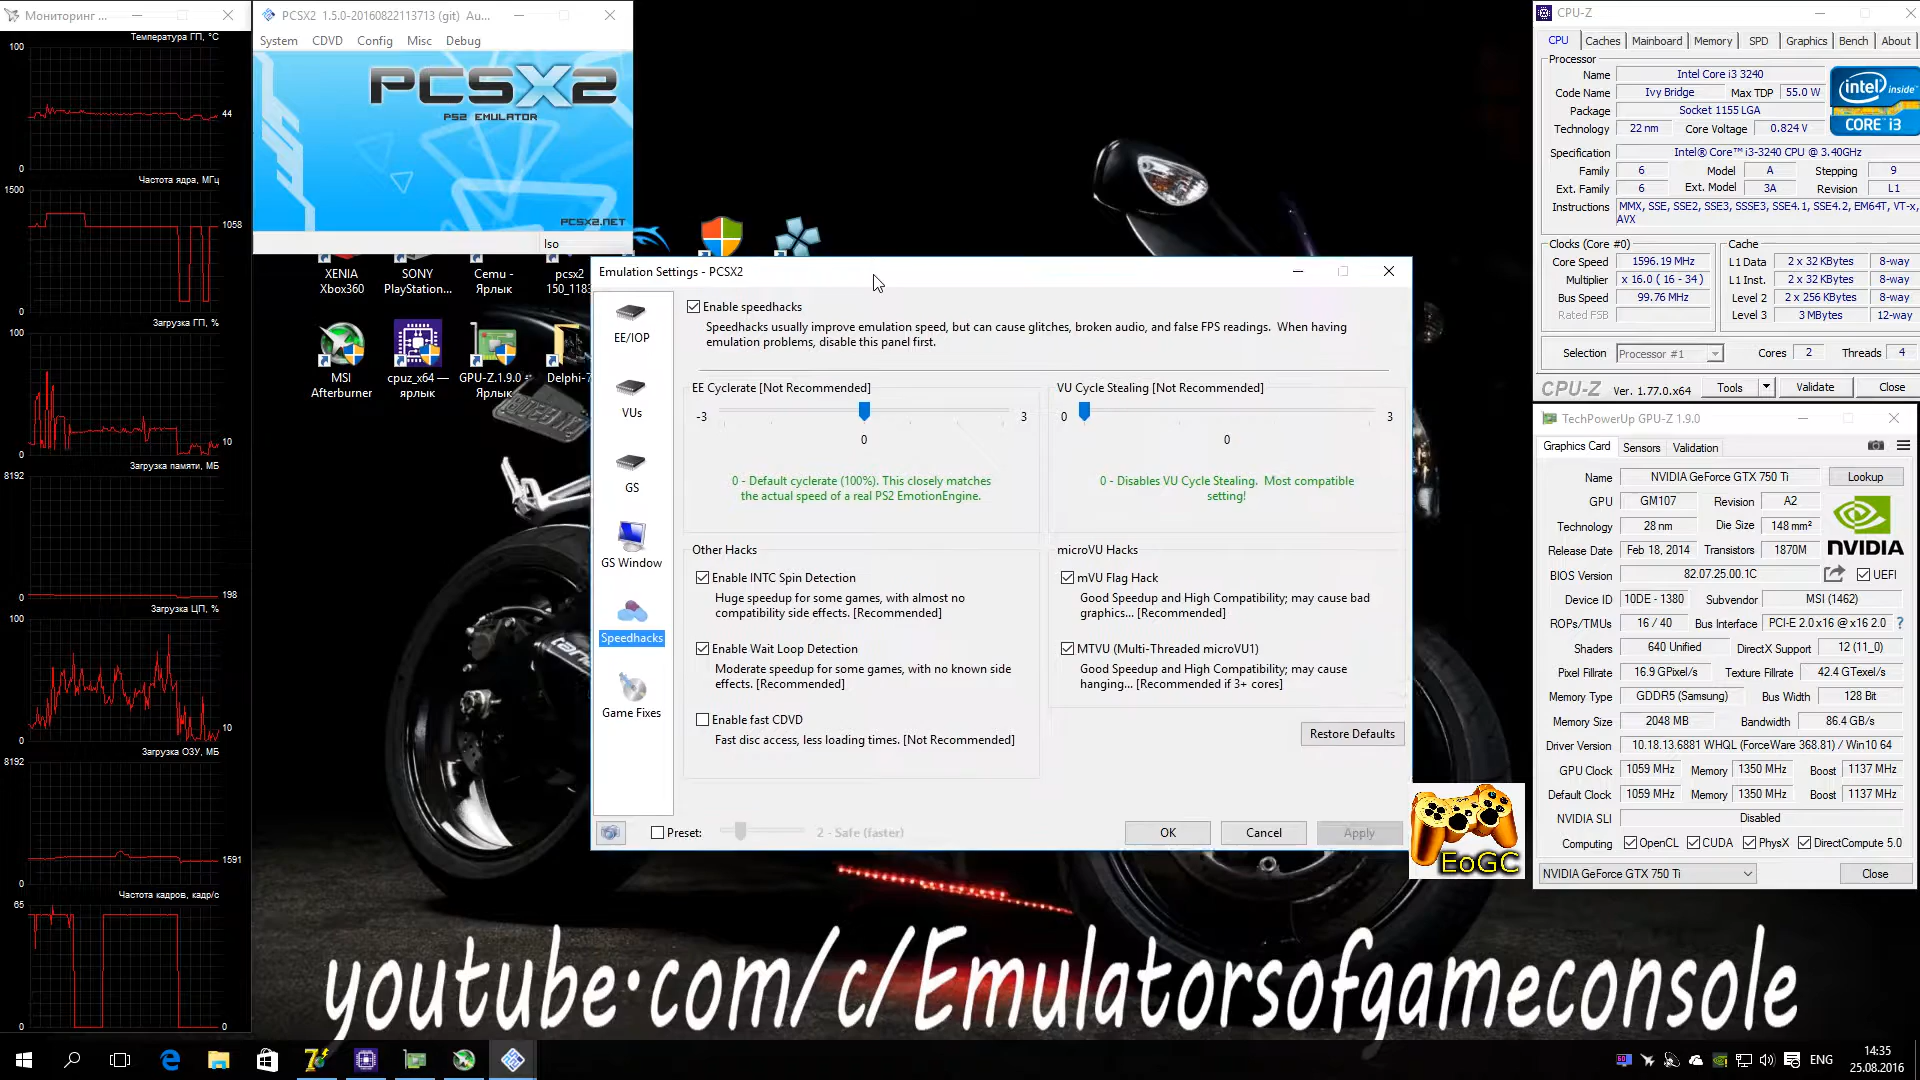 Мониторинг ...
Температура ГП, °C
100
44
0
Частота ядра, МГц
1500
1058
0
Загрузка ГП, %
100
10
0
Загрузка памяти, МБ
8192
198
0
Загрузка ЦП, %
100
10
0
Загрузка ОЗУ, МБ
8192
1591
0
Частота кадров, кадр/с
65
0
0
PCSX2 1.5.0-20160822113713 (git) Au...
System CDVD Config Misc Debug
PCSX2
PS2 EMULATOR
PCSX2.NET
Iso
XENIA
Xbox360
SONY
PlayStation...
Cemu -
Ярлык
pcsx2
150_1183
MSI
Afterburner
cpuz_x64 —
ярлык
GPU-Z.1.9.0
Ярлык
Delphi-7
Emulation Settings - PCSX2
EE/IOP
VUs
GS
GS Window
Speedhacks
Game Fixes
Enable speedhacks
Speedhacks usually improve emulation speed, but can cause glitches, broken audio, and false FPS readings. When having
emulation problems, disable this panel first.
EE Cyclerate [Not Recommended]
-3 3
0
0 - Default cyclerate (100%). This closely matches
the actual speed of a real PS2 EmotionEngine.
VU Cycle Stealing [Not Recommended]
0 3
0
0 - Disables VU Cycle Stealing. Most compatible
setting!
Other Hacks
Enable INTC Spin Detection
Huge speedup for some games, with almost no
compatibility side effects. [Recommended]
Enable Wait Loop Detection
Moderate speedup for some games, with no known side
effects. [Recommended]
Enable fast CDVD
Fast disc access, less loading times. [Not Recommended]
microVU Hacks
mVU Flag Hack
Good Speedup and High Compatibility; may cause bad
graphics... [Recommended]
MTVU (Multi-Threaded microVU1)
Good Speedup and High Compatibility; may cause
hanging... [Recommended if 3+ cores]
Restore Defaults
Preset: 2 - Safe (faster)
OK Cancel Apply
EoGC
CPU-Z
CPU Caches Mainboard Memory SPD Graphics Bench About
Processor
Name Intel Core i3 3240
Code Name Ivy Bridge Max TDP 55.0 W
Package Socket 1155 LGA
Technology 22 nm Core Voltage 0.824 V
intel inside
CORE i3
Specification Intel® Core™ i3-3240 CPU @ 3.40GHz
Family 6 Model A Stepping 9
Ext. Family 6 Ext. Model 3A Revision L1
Instructions MMX, SSE, SSE2, SSE3, SSSE3, SSE4.1, SSE4.2, EM64T, VT-x,
AVX
Clocks (Core #0)
Core Speed 1596.19 MHz
Multiplier x 16.0 ( 16 - 34 )
Bus Speed 99.76 MHz
Rated FSB
Cache
L1 Data 2 x 32 KBytes 8-way
L1 Inst. 2 x 32 KBytes 8-way
Level 2 2 x 256 KBytes 8-way
Level 3 3 MBytes 12-way
Selection Processor #1 Cores 2 Threads 4
CPU-Z Ver. 1.77.0.x64 Tools Validate Close
TechPowerUp GPU-Z 1.9.0
Graphics Card Sensors Validation
Name NVIDIA GeForce GTX 750 Ti Lookup
GPU GM107 Revision A2
Technology 28 nm Die Size 148 mm²
Release Date Feb 18, 2014 Transistors 1870M
NVIDIA
BIOS Version 82.07.25.00.1C UEFI
Device ID 10DE - 1380 Subvendor MSI (1462)
ROPs/TMUs 16 / 40 Bus Interface PCI-E 2.0 x16 @ x16 2.0 ?
Shaders 640 Unified DirectX Support 12 (11_0)
Pixel Fillrate 16.9 GPixel/s Texture Fillrate 42.4 GTexel/s
Memory Type GDDR5 (Samsung) Bus Width 128 Bit
Memory Size 2048 MB Bandwidth 86.4 GB/s
Driver Version 10.18.13.6881 WHQL (ForceWare 368.81) / Win10 64
GPU Clock 1059 MHz Memory 1350 MHz Boost 1137 MHz
Default Clock 1059 MHz Memory 1350 MHz Boost 1137 MHz
NVIDIA SLI Disabled
Computing OpenCL CUDA PhysX DirectCompute 5.0
NVIDIA GeForce GTX 750 Ti Close
youtube.com/c/Emulatorsofgameconsole
ENG
14:35
25.08.2016